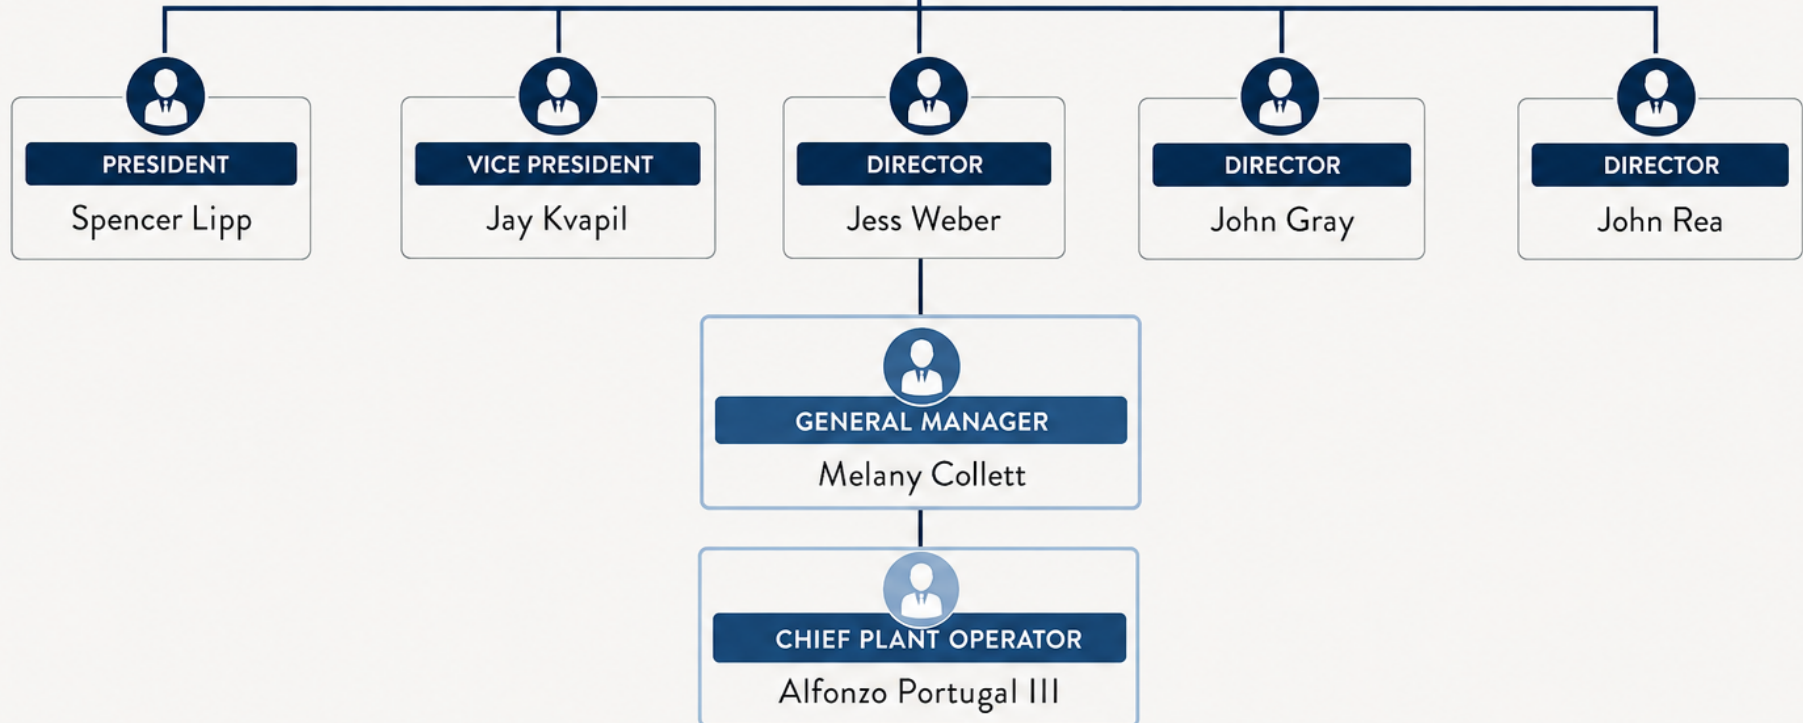 PRESIDENT
Spencer Lipp
VICE PRESIDENT
Jay Kvapil
DIRECTOR
Jess Weber
DIRECTOR
John Gray
DIRECTOR
John Rea
GENERAL MANAGER
Melany Collett
CHIEF PLANT OPERATOR
Alfonzo Portugal III